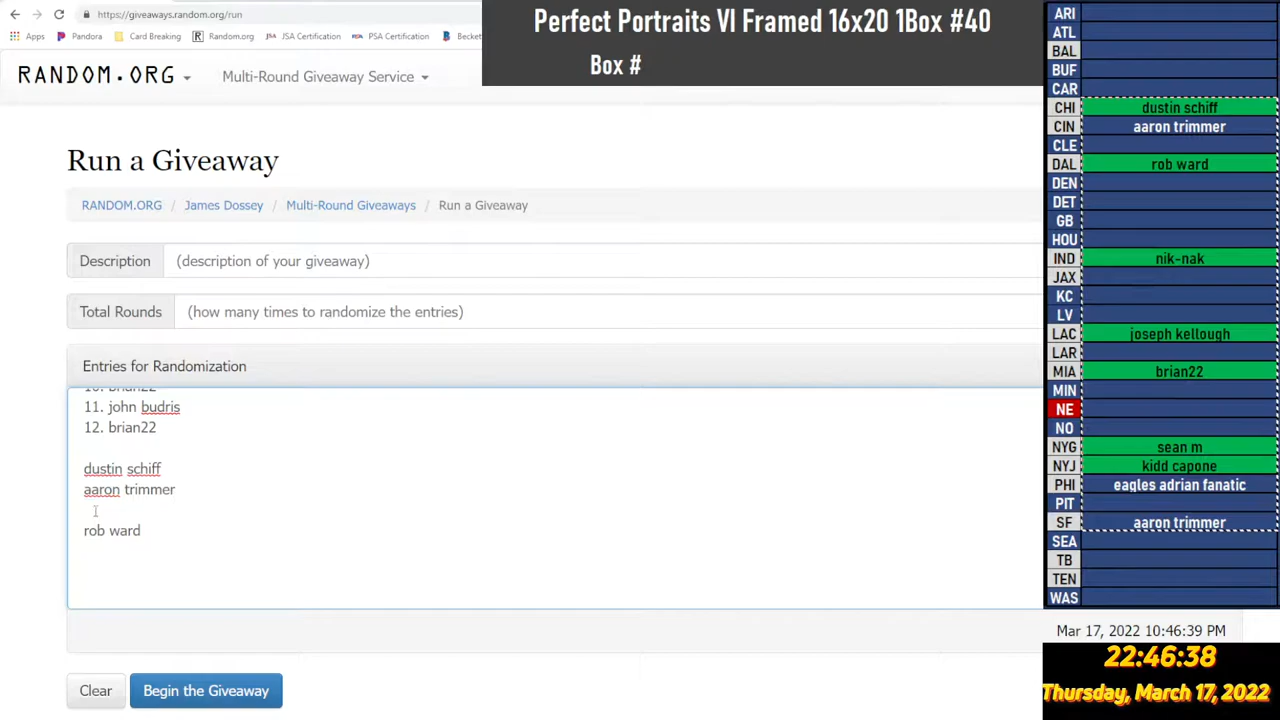 https://giveaways.random.org/run
Apps Pandora Card Breaking Random.org JSA Certification PSA Certification Becket
Perfect Portraits VI Framed 16x20 1Box #40
Box #
RANDOM.ORG Multi-Round Giveaway Service
Run a Giveaway
RANDOM.ORG / James Dossey / Multi-Round Giveaways / Run a Giveaway
Description (description of your giveaway)
Total Rounds (how many times to randomize the entries)
Entries for Randomization
10. brian22
11. john budris
12. brian22
dustin schiff
aaron trimmer
rob ward
Clear Begin the Giveaway
ARI
ATL
BAL
BUF
CAR
CHI dustin schiff
CIN aaron trimmer
CLE
DAL rob ward
DEN
DET
GB
HOU
IND nik-nak
JAX
KC
LV
LAC joseph kellough
LAR
MIA brian22
MIN
NE
NO
NYG sean m
NYJ kidd capone
PHI eagles adrian fanatic
PIT
SF aaron trimmer
SEA
TB
TEN
WAS
Mar 17, 2022 10:46:39 PM
22:46:38
Thursday, March 17, 2022